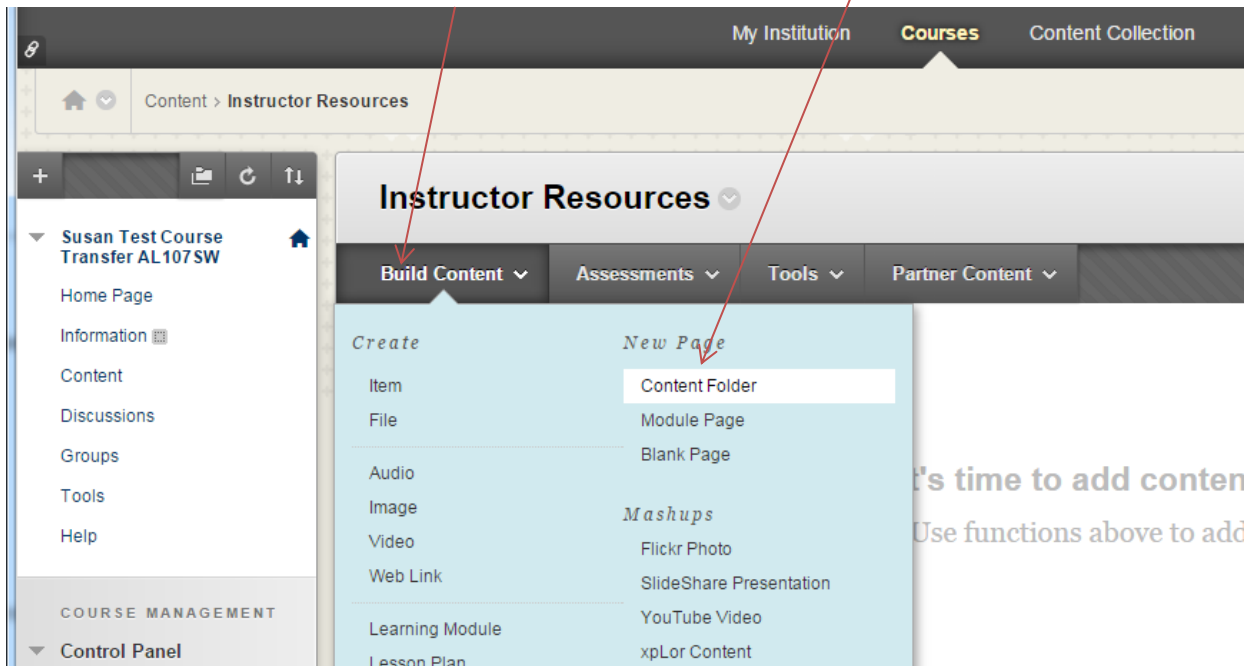 My Institution Courses Content Collection
Content > Instructor Resources
Instructor Resources
Susan Test Course
Transfer AL107SW
Home Page
Information
Content
Discussions
Groups
Tools
Help
COURSE MANAGEMENT
Control Panel
Build Content Assessments Tools Partner Content
Create
Item
File
Audio
Image
Video
Web Link
Learning Module
Lesson Plan
New Page
Content Folder
Module Page
Blank Page
Mashups
Flickr Photo
SlideShare Presentation
YouTube Video
xpLor Content
t's time to add conten
Use functions above to add